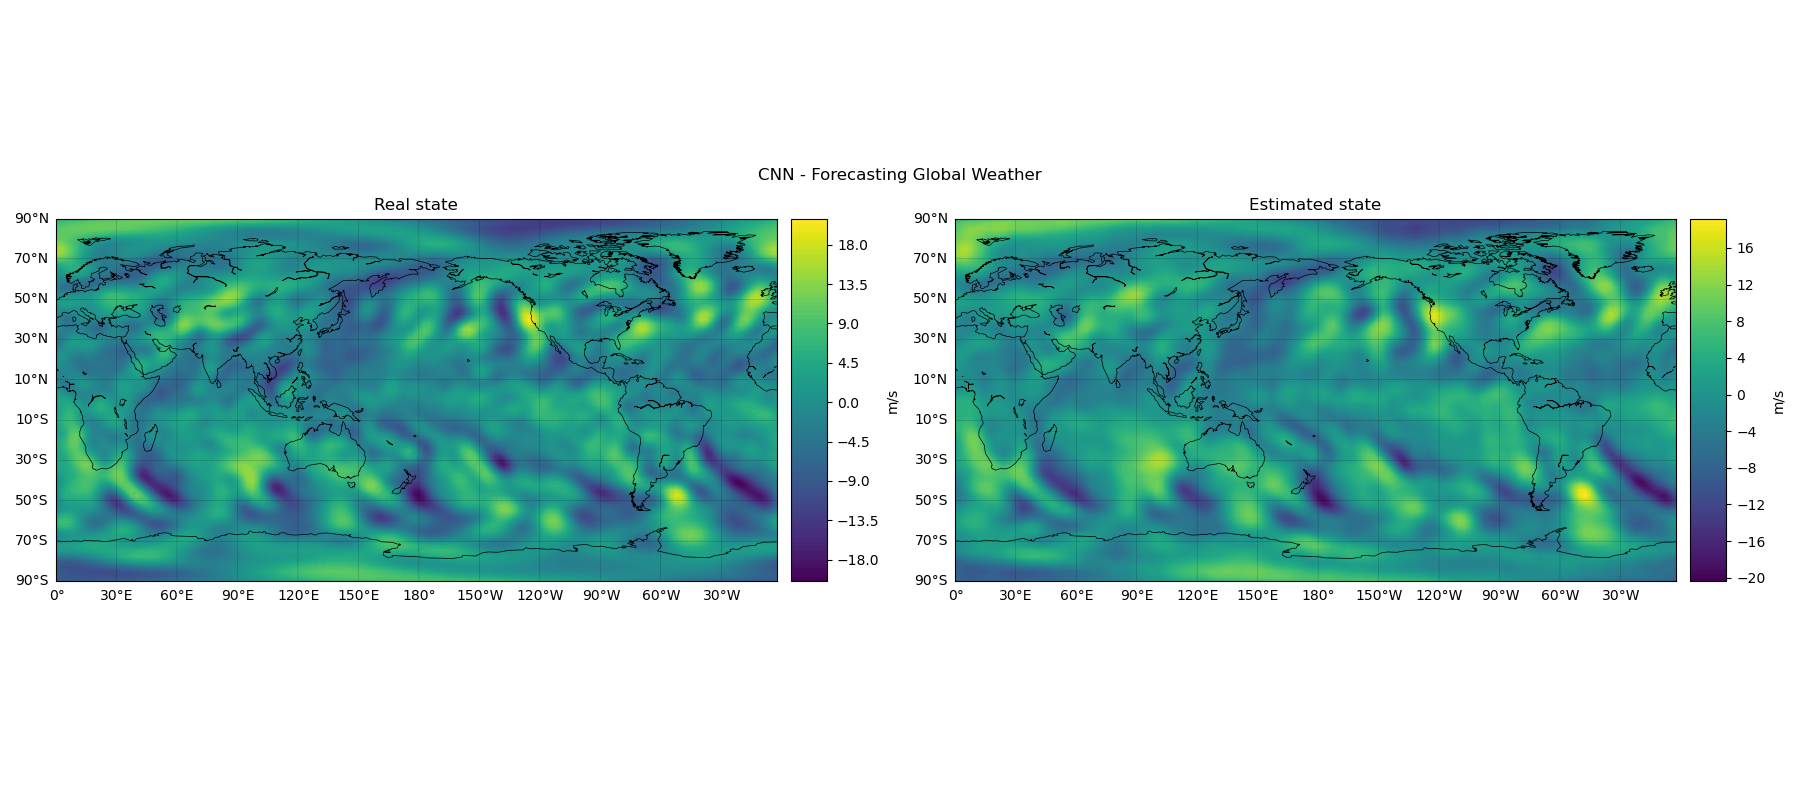 CNN - Forecasting Global Weather
Real state
90°N
70°N
50°N
30°N
10°N
10°S
30°S
50°S
70°S
90°S
0° 30°E 60°E 90°E 120°E 150°E 180° 150°W 120°W 90°W 60°W 30°W
18.0
13.5
9.0
4.5
0.0
−4.5
−9.0
−13.5
−18.0
m/s
Estimated state
90°N
70°N
50°N
30°N
10°N
10°S
30°S
50°S
70°S
90°S
0° 30°E 60°E 90°E 120°E 150°E 180° 150°W 120°W 90°W 60°W 30°W
16
12
8
4
0
−4
−8
−12
−16
−20
m/s